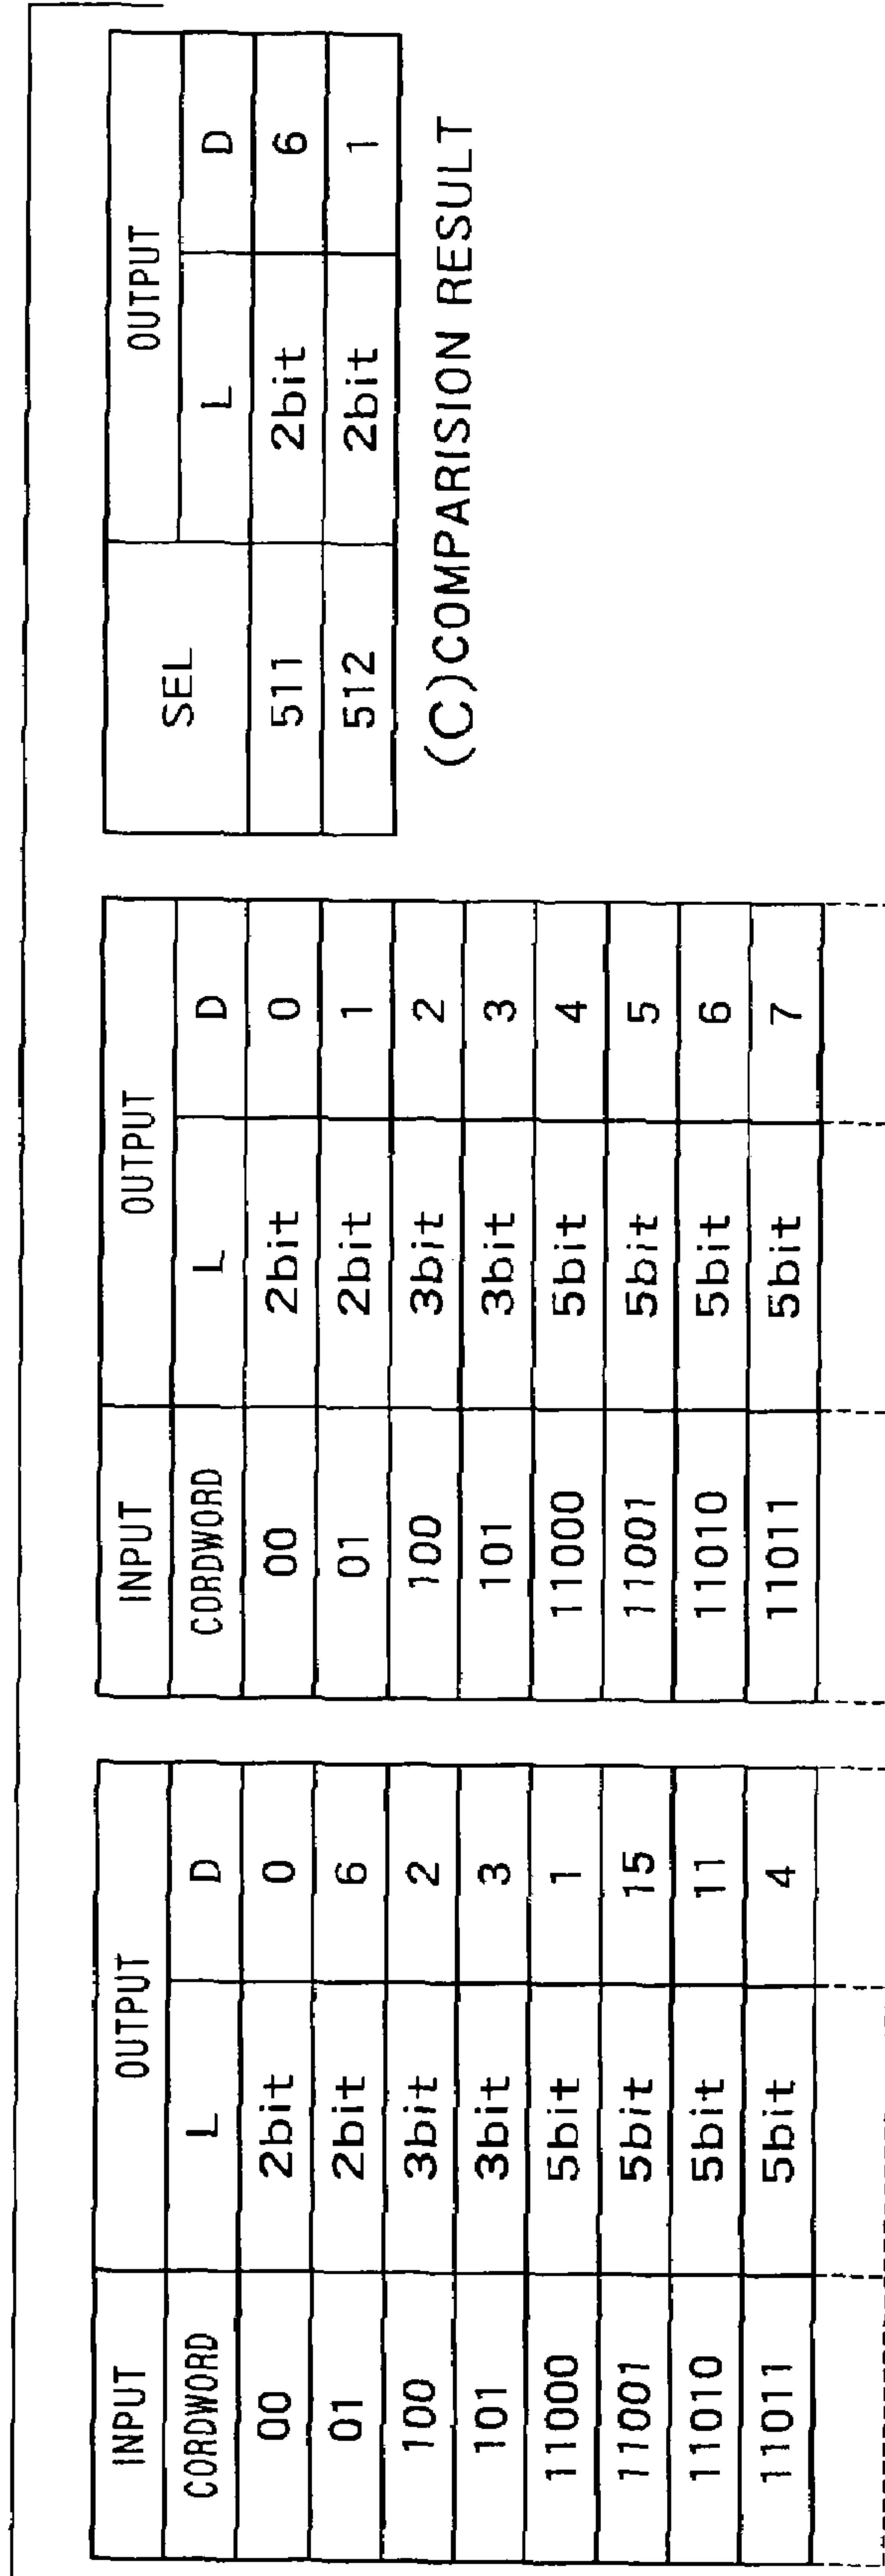 INPUT OUTPUT
CORDWORD L D
00 2bit 0
01 2bit 6
100 3bit 2
101 3bit 3
11000 5bit 1
11001 5bit 15
11010 5bit 11
11011 5bit 4
INPUT OUTPUT
CORDWORD L D
00 2bit 0
01 2bit 1
100 3bit 2
101 3bit 3
11000 5bit 4
11001 5bit 5
11010 5bit 6
11011 5bit 7
SEL OUTPUT
L D
511 2bit 6
512 2bit 1
(C)COMPARISION RESULT